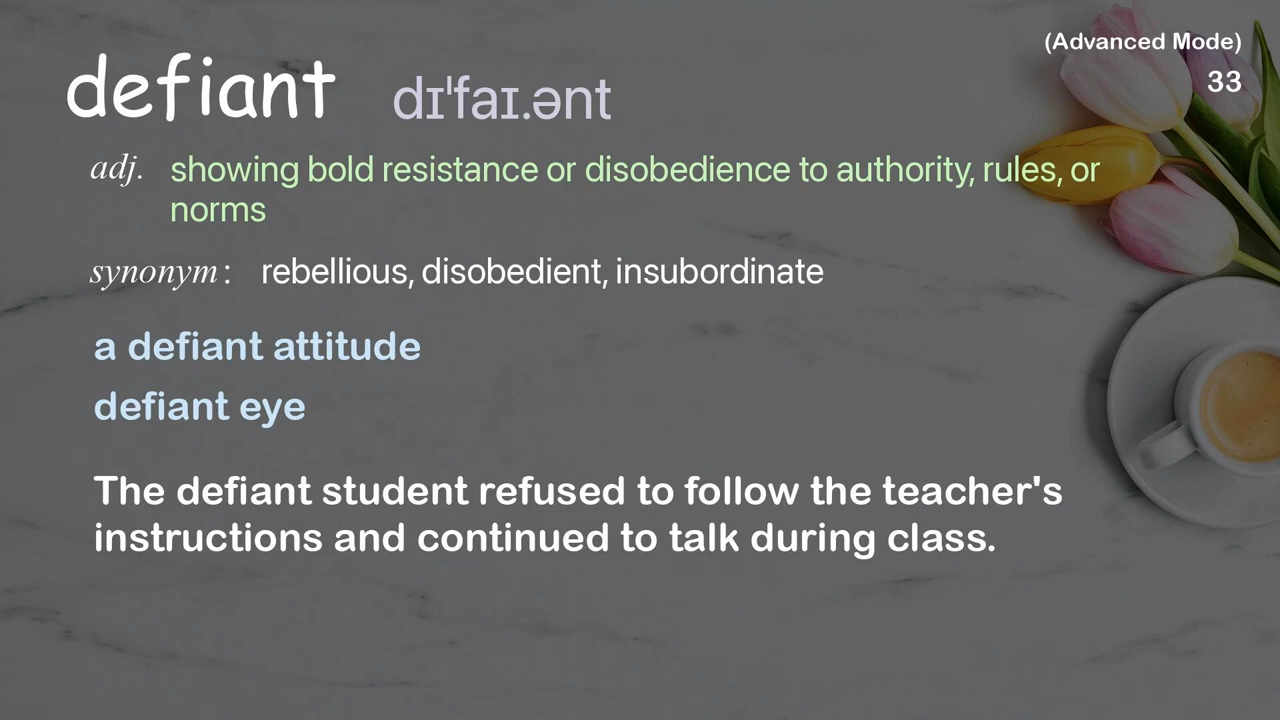 (Advanced Mode)
33
defiant dɪˈfaɪ.ənt
adj. showing bold resistance or disobedience to authority, rules, or
norms
synonym: rebellious, disobedient, insubordinate
a defiant attitude
defiant eye
The defiant student refused to follow the teacher's
instructions and continued to talk during class.